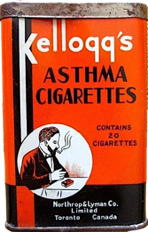 Kellogg's
ASTHMA
CIGARETTES
CONTAINS
20
CIGARETTES
Northrop & Lyman Co.
Limited
Toronto Canada